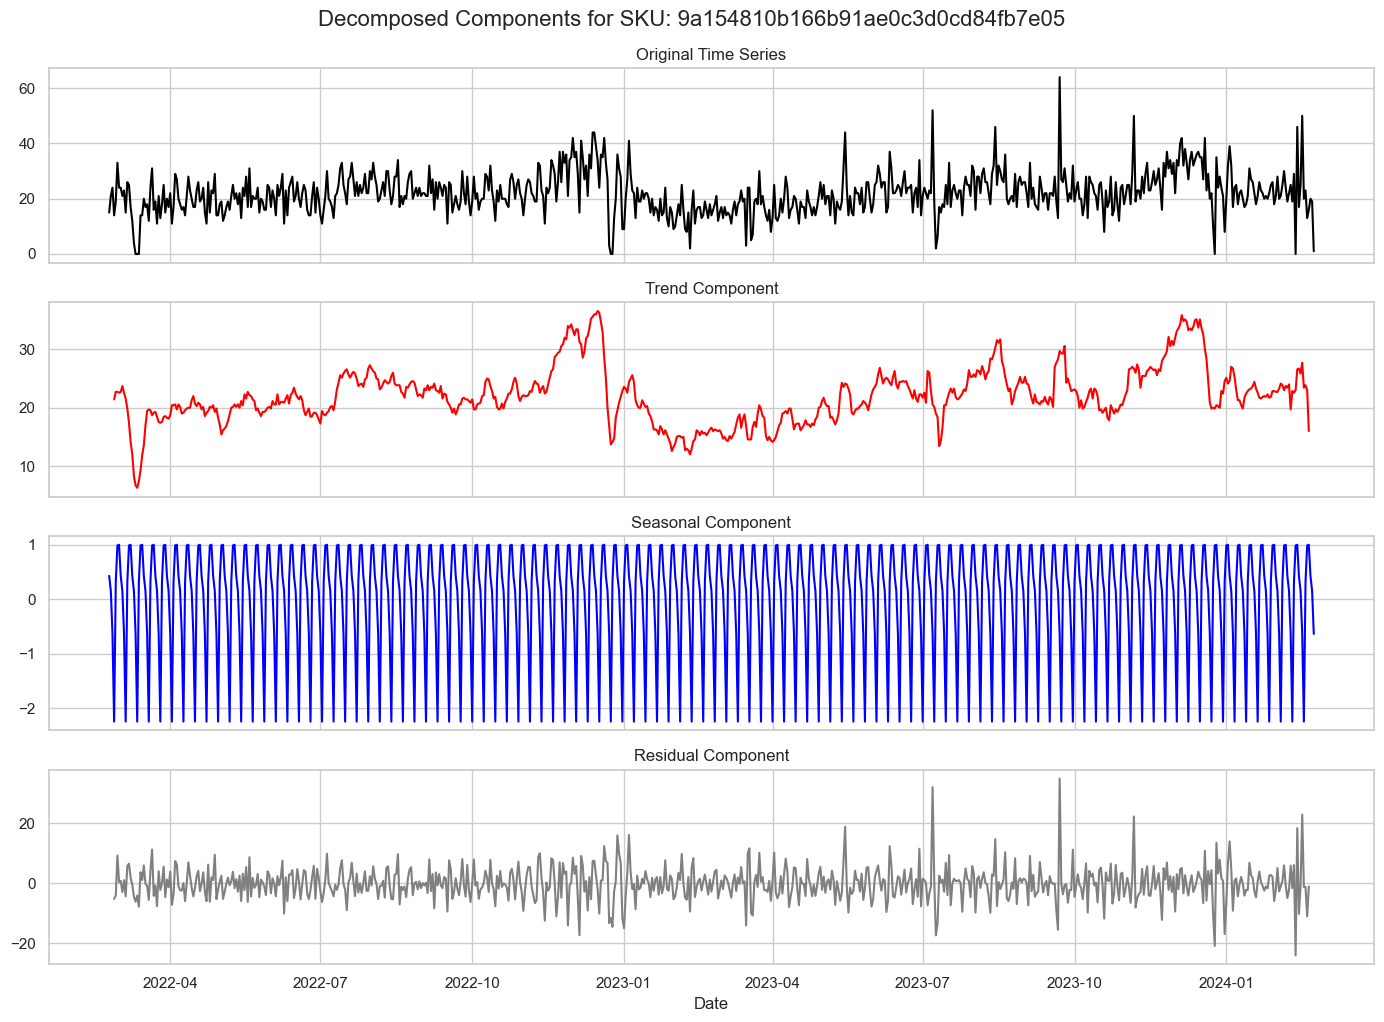 Decomposed Components for SKU: 9a154810b166b91ae0c3d0cd84fb7e05
Original Time Series
60
40
20
0
Trend Component
30
20
10
Seasonal Component
1
0
−1
−2
Residual Component
20
0
−20
2022-04 2022-07 2022-10 2023-01 2023-04 2023-07 2023-10 2024-01
Date